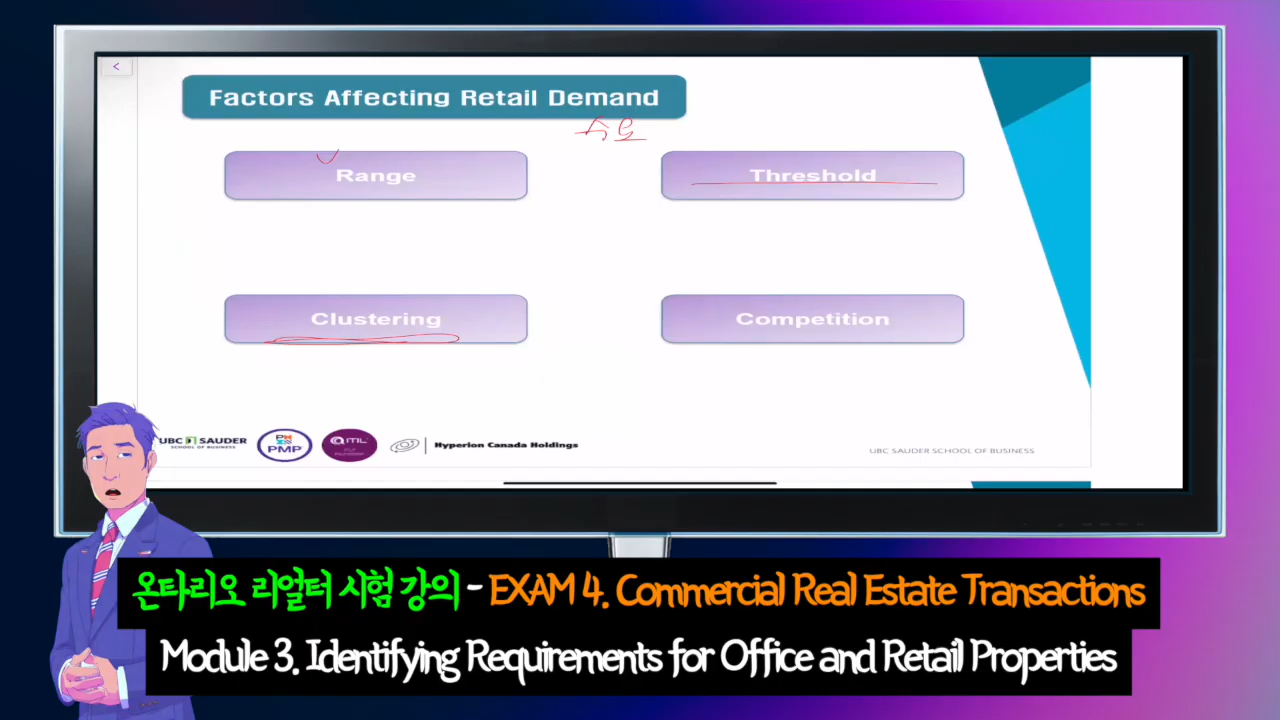 <
Factors Affecting Retail Demand
수요
Range
Threshold
Clustering
Competition
UBC SAUDER
SCHOOL OF BUSINESS
PMP
ITIL
Hyperion Canada Holdings
UBC SAUDER SCHOOL OF BUSINESS
온타리오 리얼터 시험 강의 - EXAM 4. Commercial Real Estate Transactions
Module 3. Identifying Requirements for Office and Retail Properties